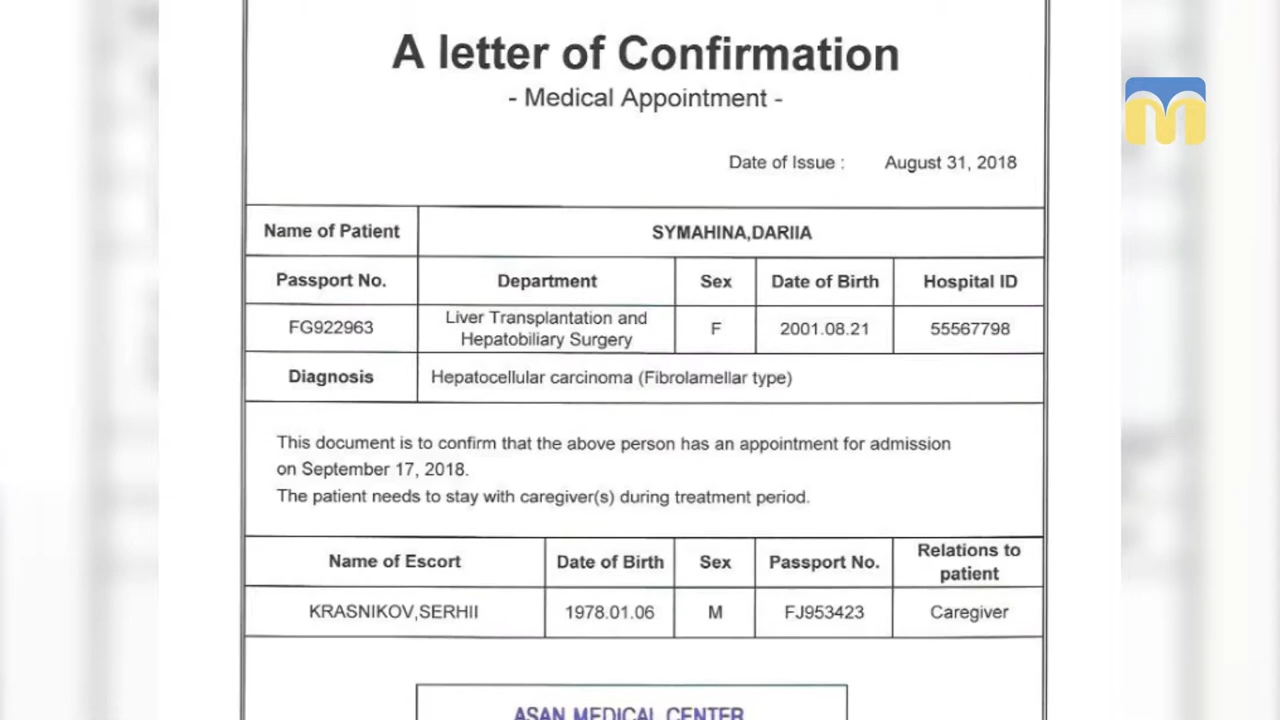 A letter of Confirmation
- Medical Appointment -
Date of Issue : August 31, 2018
Name of Patient SYMAHINA,DARIIA
Passport No. Department Sex Date of Birth Hospital ID
FG922963 Liver Transplantation and Hepatobiliary Surgery F 2001.08.21 55567798
Diagnosis Hepatocellular carcinoma (Fibrolamellar type)
This document is to confirm that the above person has an appointment for admission
on September 17, 2018.
The patient needs to stay with caregiver(s) during treatment period.
Name of Escort Date of Birth Sex Passport No. Relations to patient
KRASNIKOV,SERHII 1978.01.06 M FJ953423 Caregiver
ASAN MEDICAL CENTER